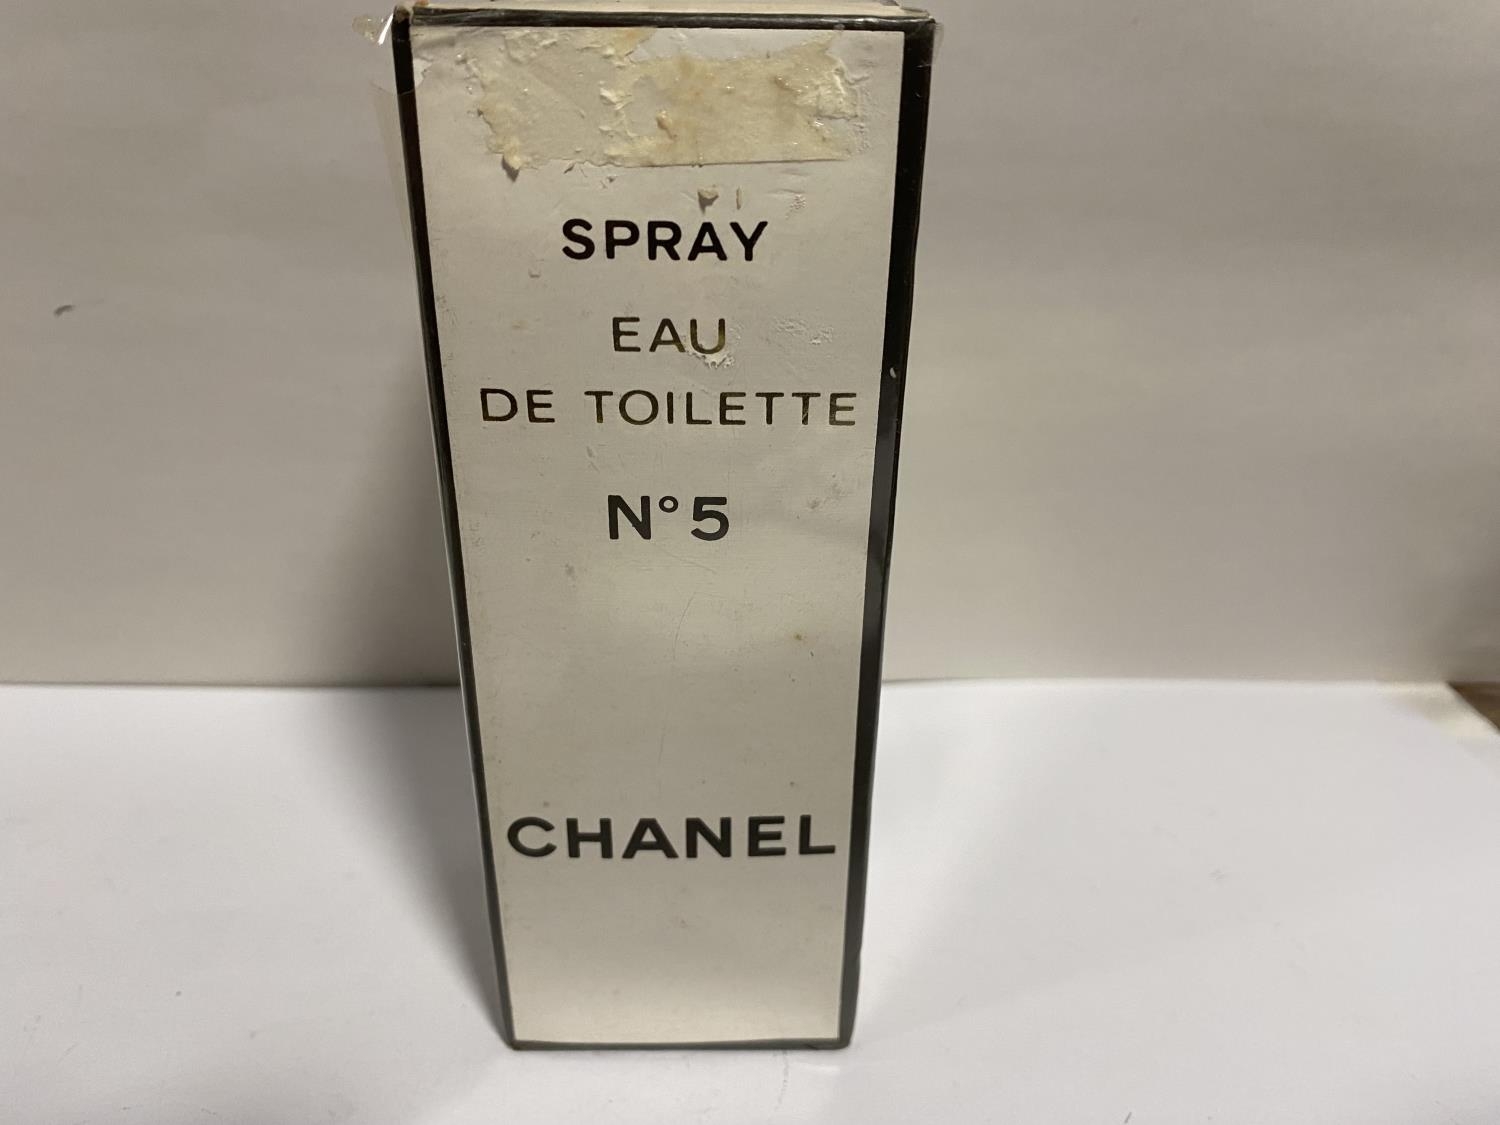 SPRAY
EAU
DE TOILETTE
N°5
CHANEL